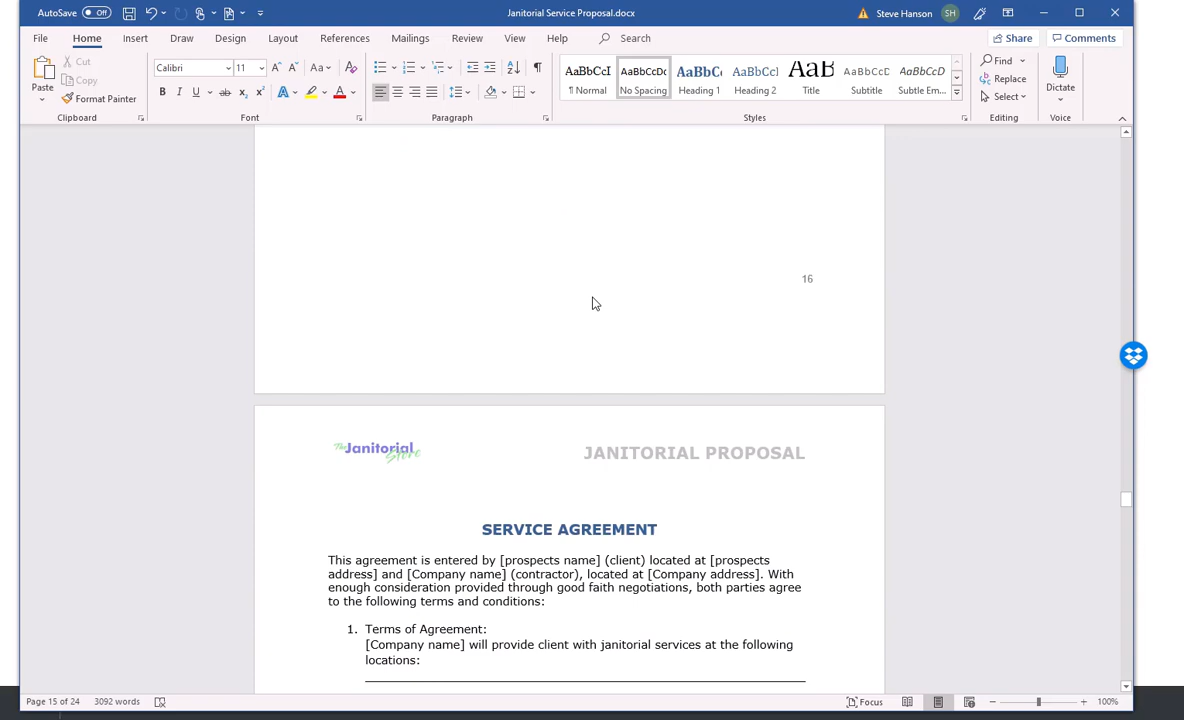 AutoSave Off Janitorial Service Proposal.docx Steve Hanson SH
File Home Insert Draw Design Layout References Mailings Review View Help Search Share Comments
Paste Cut Copy Format Painter
Clipboard
Calibri 11
Font
Paragraph
AaBbCcI AaBbCcDc AaBbC AaBbCcI AaB AaBbCcD AaBbCcD
¶ Normal No Spacing Heading 1 Heading 2 Title Subtitle Subtle Em...
Styles
Find Replace Select
Editing
Dictate
Voice
16
The Janitorial Store
JANITORIAL PROPOSAL
SERVICE AGREEMENT
This agreement is entered by [prospects name] (client) located at [prospects
address] and [Company name] (contractor), located at [Company address]. With
enough consideration provided through good faith negotiations, both parties agree
to the following terms and conditions:
1. Terms of Agreement:
[Company name] will provide client with janitorial services at the following
locations:
Page 15 of 24 3092 words Focus 100%